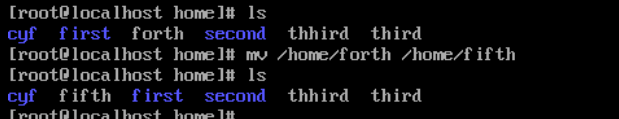 [root@localhost home]# ls
cyf first forth second thhird third
[root@localhost home]# mv /home/forth /home/fifth
[root@localhost home]# ls
cyf fifth first second thhird third
[root@localhost home]#